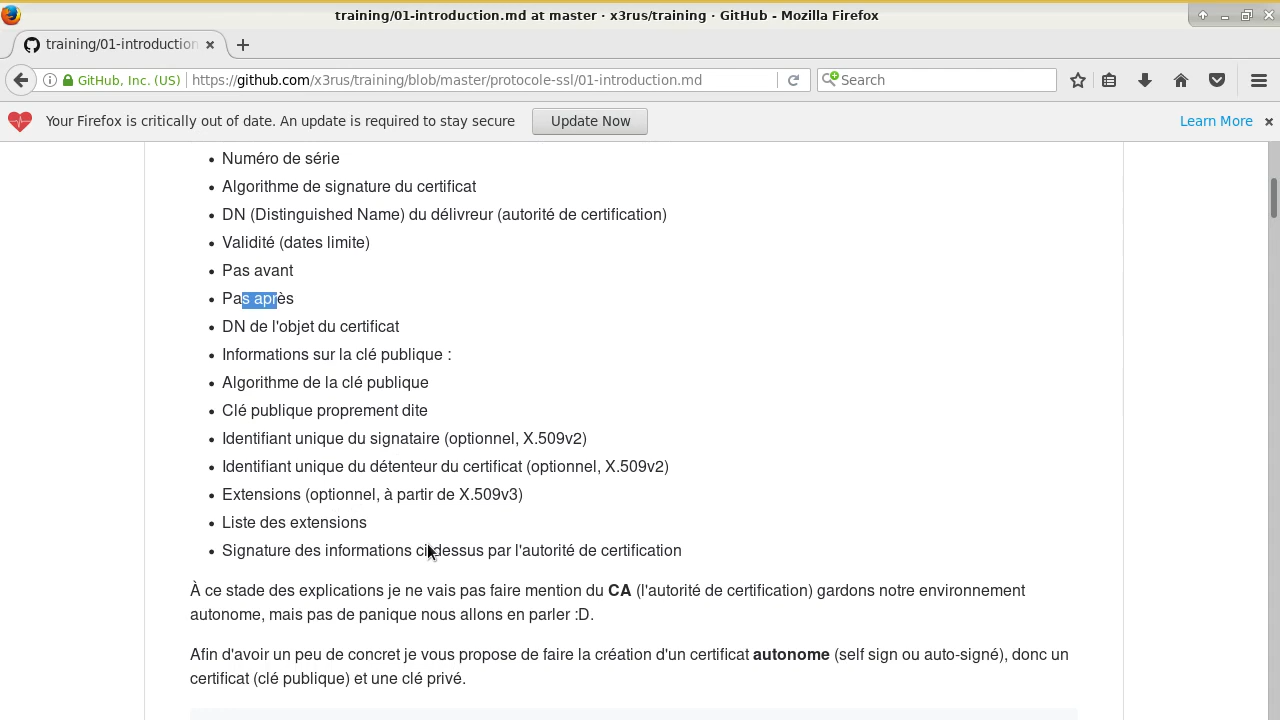 training/01-introduction.md at master · x3rus/training · GitHub - Mozilla Firefox
training/01-introduction
GitHub, Inc. (US)
https://github.com/x3rus/training/blob/master/protocole-ssl/01-introduction.md
Search
Your Firefox is critically out of date. An update is required to stay secure
Update Now
Learn More
Numéro de série
Algorithme de signature du certificat
DN (Distinguished Name) du délivreur (autorité de certification)
Validité (dates limite)
Pas avant
Pas après
DN de l'objet du certificat
Informations sur la clé publique :
Algorithme de la clé publique
Clé publique proprement dite
Identifiant unique du signataire (optionnel, X.509v2)
Identifiant unique du détenteur du certificat (optionnel, X.509v2)
Extensions (optionnel, à partir de X.509v3)
Liste des extensions
Signature des informations ci-dessus par l'autorité de certification
À ce stade des explications je ne vais pas faire mention du CA (l'autorité de certification) gardons notre environnement
autonome, mais pas de panique nous allons en parler :D.
Afin d'avoir un peu de concret je vous propose de faire la création d'un certificat autonome (self sign ou auto-signé), donc un
certificat (clé publique) et une clé privé.